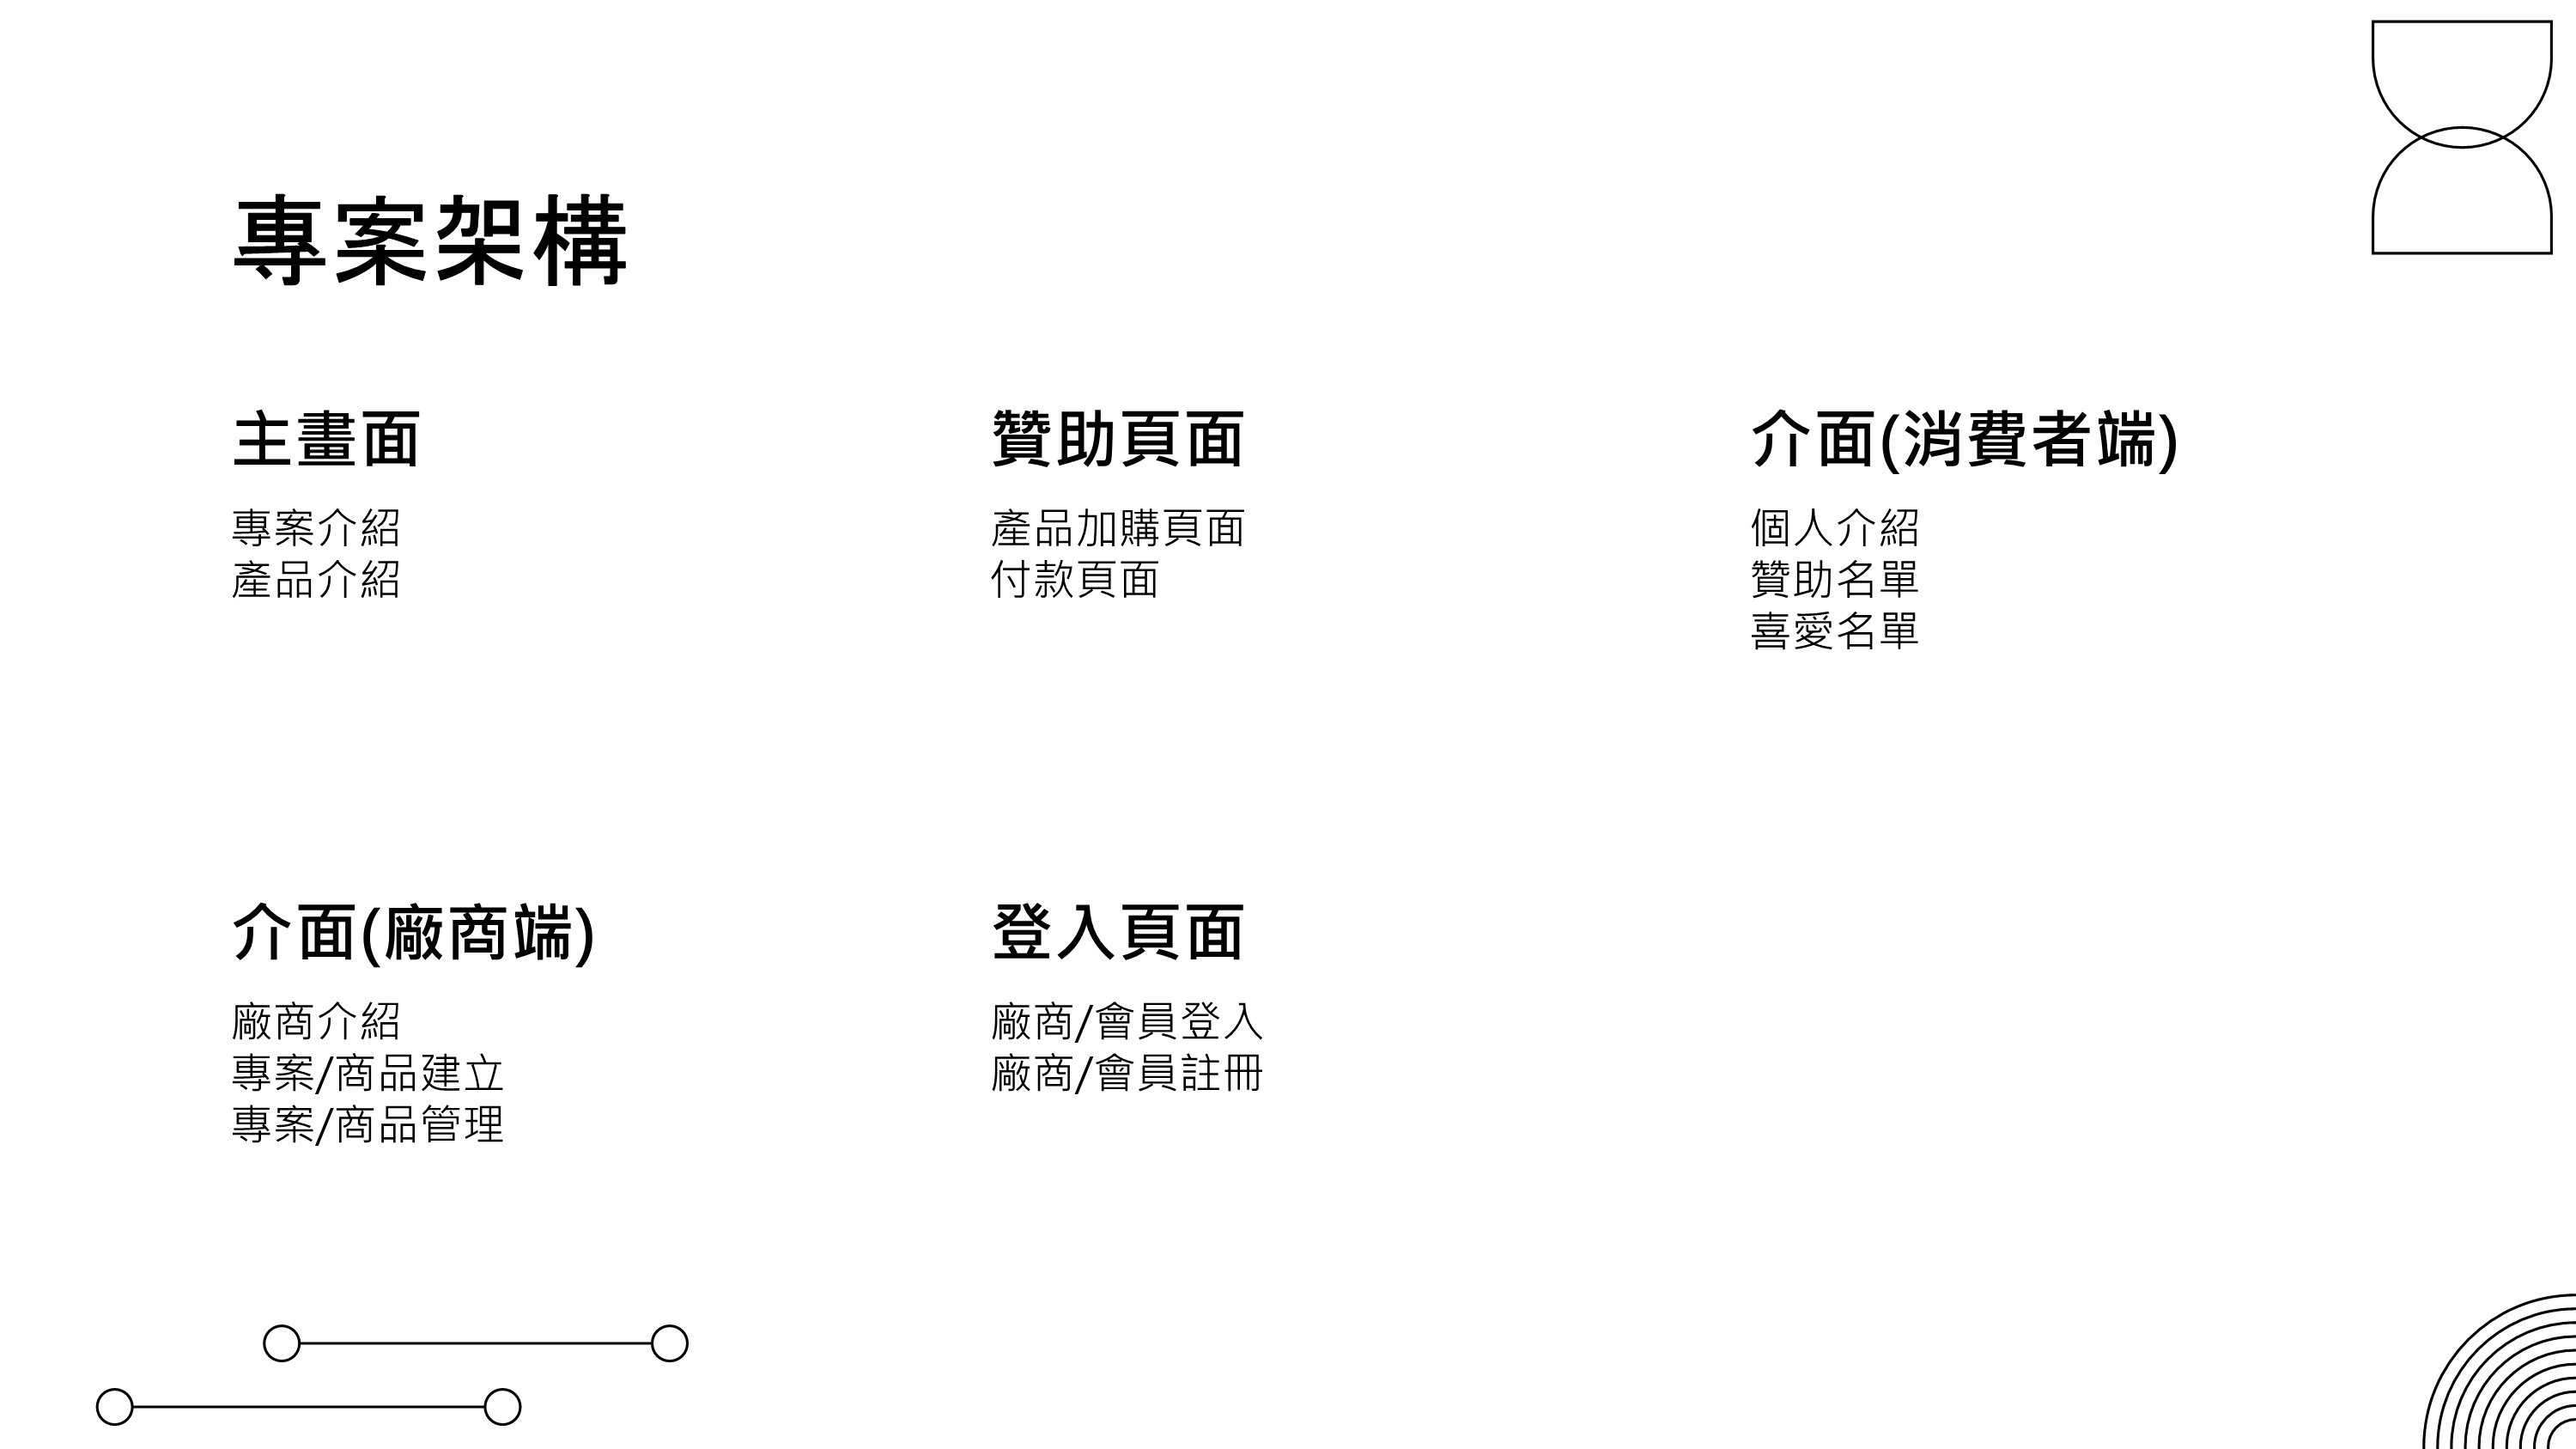 專案架構
主畫面
專案介紹
產品介紹
贊助頁面
產品加購頁面
付款頁面
介面(消費者端)
個人介紹
贊助名單
喜愛名單
介面(廠商端)
廠商介紹
專案/商品建立
專案/商品管理
登入頁面
廠商/會員登入
廠商/會員註冊